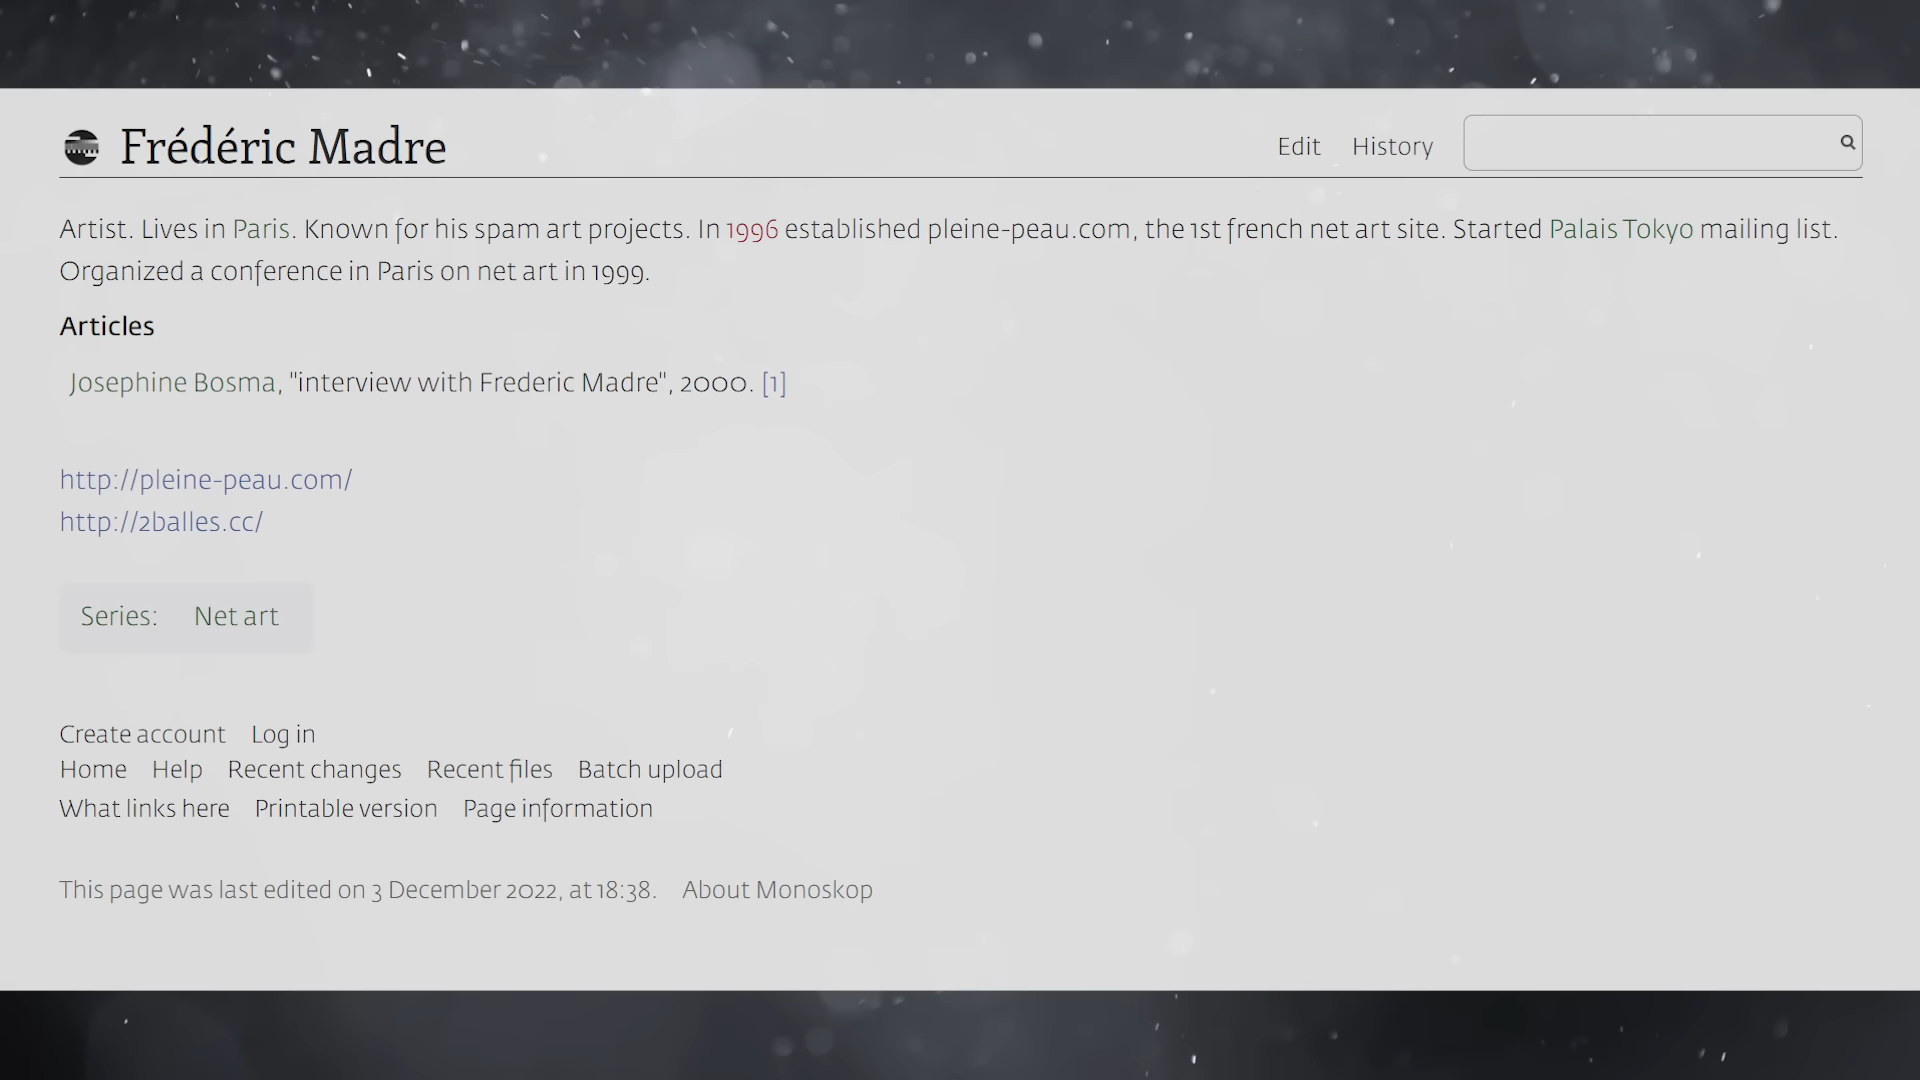 Frédéric Madre
Edit History
Artist. Lives in Paris. Known for his spam art projects. In 1996 established pleine-peau.com, the 1st french net art site. Started Palais Tokyo mailing list.
Organized a conference in Paris on net art in 1999.
Articles
Josephine Bosma, "interview with Frederic Madre", 2000. [1]
http://pleine-peau.com/
http://2balles.cc/
Series: Net art
Create account Log in
Home Help Recent changes Recent files Batch upload
What links here Printable version Page information
This page was last edited on 3 December 2022, at 18:38. About Monoskop